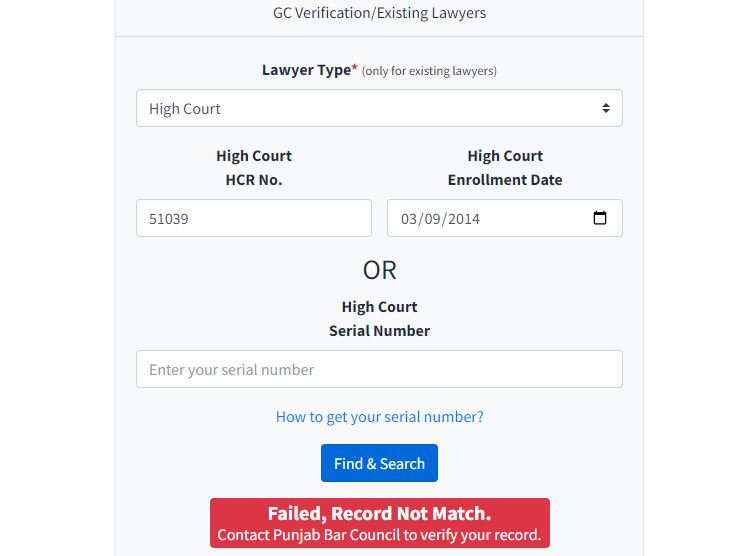 GC Verification/Existing Lawyers
Lawyer Type* (only for existing lawyers)
High Court
High Court
HCR No.
High Court
Enrollment Date
51039
03/09/2014
OR
High Court
Serial Number
Enter your serial number
How to get your serial number?
Find & Search
Failed, Record Not Match.
Contact Punjab Bar Council to verify your record.